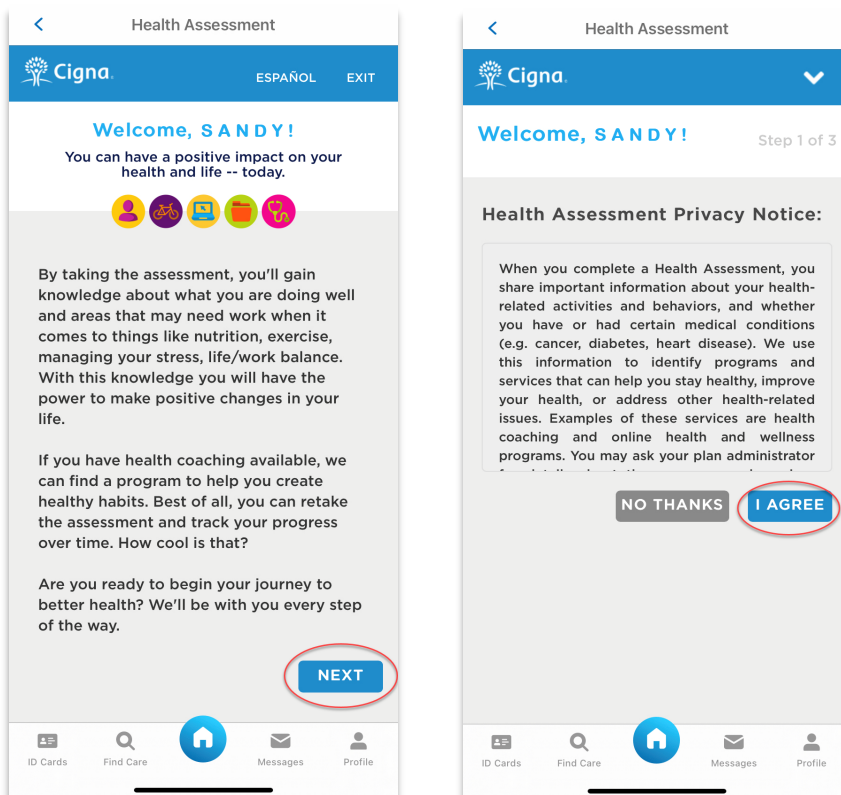 Health Assessment
Cigna.
ESPAÑOL EXIT
Welcome, SANDY!
You can have a positive impact on your
health and life -- today.
By taking the assessment, you'll gain
knowledge about what you are doing well
and areas that may need work when it
comes to things like nutrition, exercise,
managing your stress, life/work balance.
With this knowledge you will have the
power to make positive changes in your
life.
If you have health coaching available, we
can find a program to help you create
healthy habits. Best of all, you can retake
the assessment and track your progress
over time. How cool is that?
Are you ready to begin your journey to
better health? We'll be with you every step
of the way.
NEXT
ID Cards Find Care Messages Profile
Health Assessment
Cigna.
Welcome, SANDY!
Step 1 of 3
Health Assessment Privacy Notice:
When you complete a Health Assessment, you
share important information about your health-
related activities and behaviors, and whether
you have or had certain medical conditions
(e.g. cancer, diabetes, heart disease). We use
this information to identify programs and
services that can help you stay healthy, improve
your health, or address other health-related
issues. Examples of these services are health
coaching and online health and wellness
programs. You may ask your plan administrator
NO THANKS I AGREE
ID Cards Find Care Messages Profile